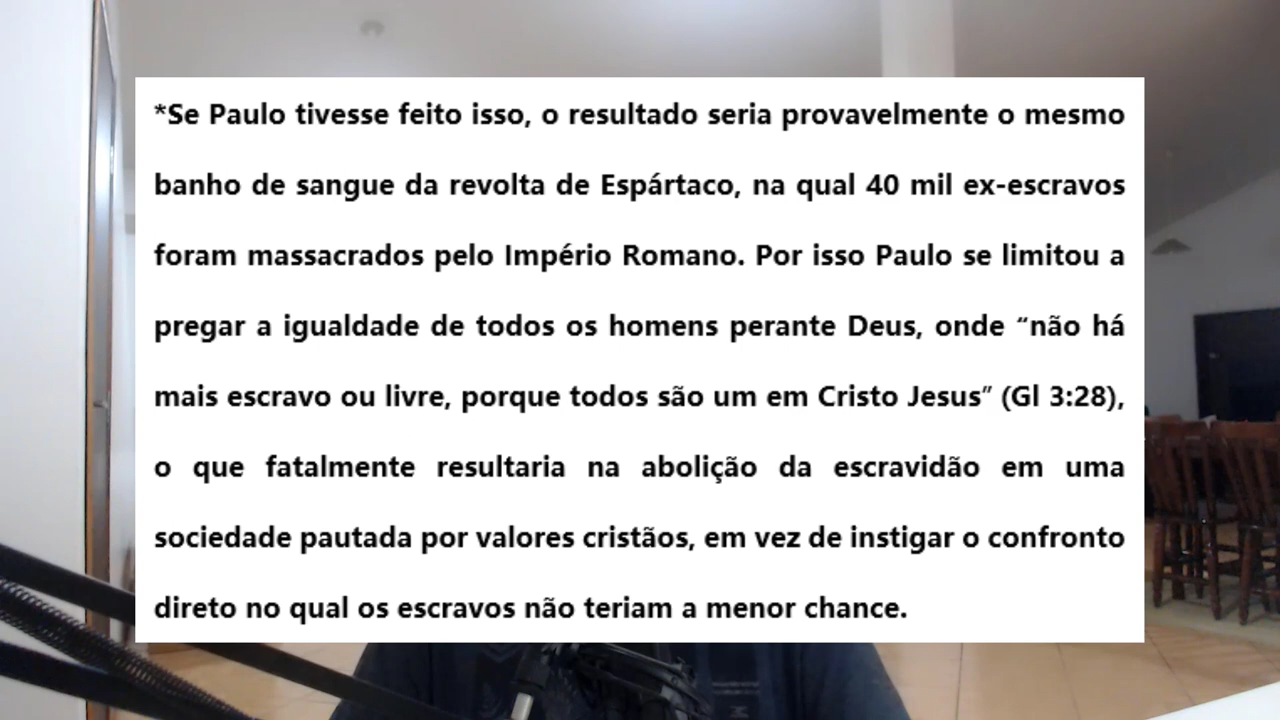 *Se Paulo tivesse feito isso, o resultado seria provavelmente o mesmo
banho de sangue da revolta de Espártaco, na qual 40 mil ex-escravos
foram massacrados pelo Império Romano. Por isso Paulo se limitou a
pregar a igualdade de todos os homens perante Deus, onde “não há
mais escravo ou livre, porque todos são um em Cristo Jesus” (Gl 3:28),
o que fatalmente resultaria na abolição da escravidão em uma
sociedade pautada por valores cristãos, em vez de instigar o confronto
direto no qual os escravos não teriam a menor chance.